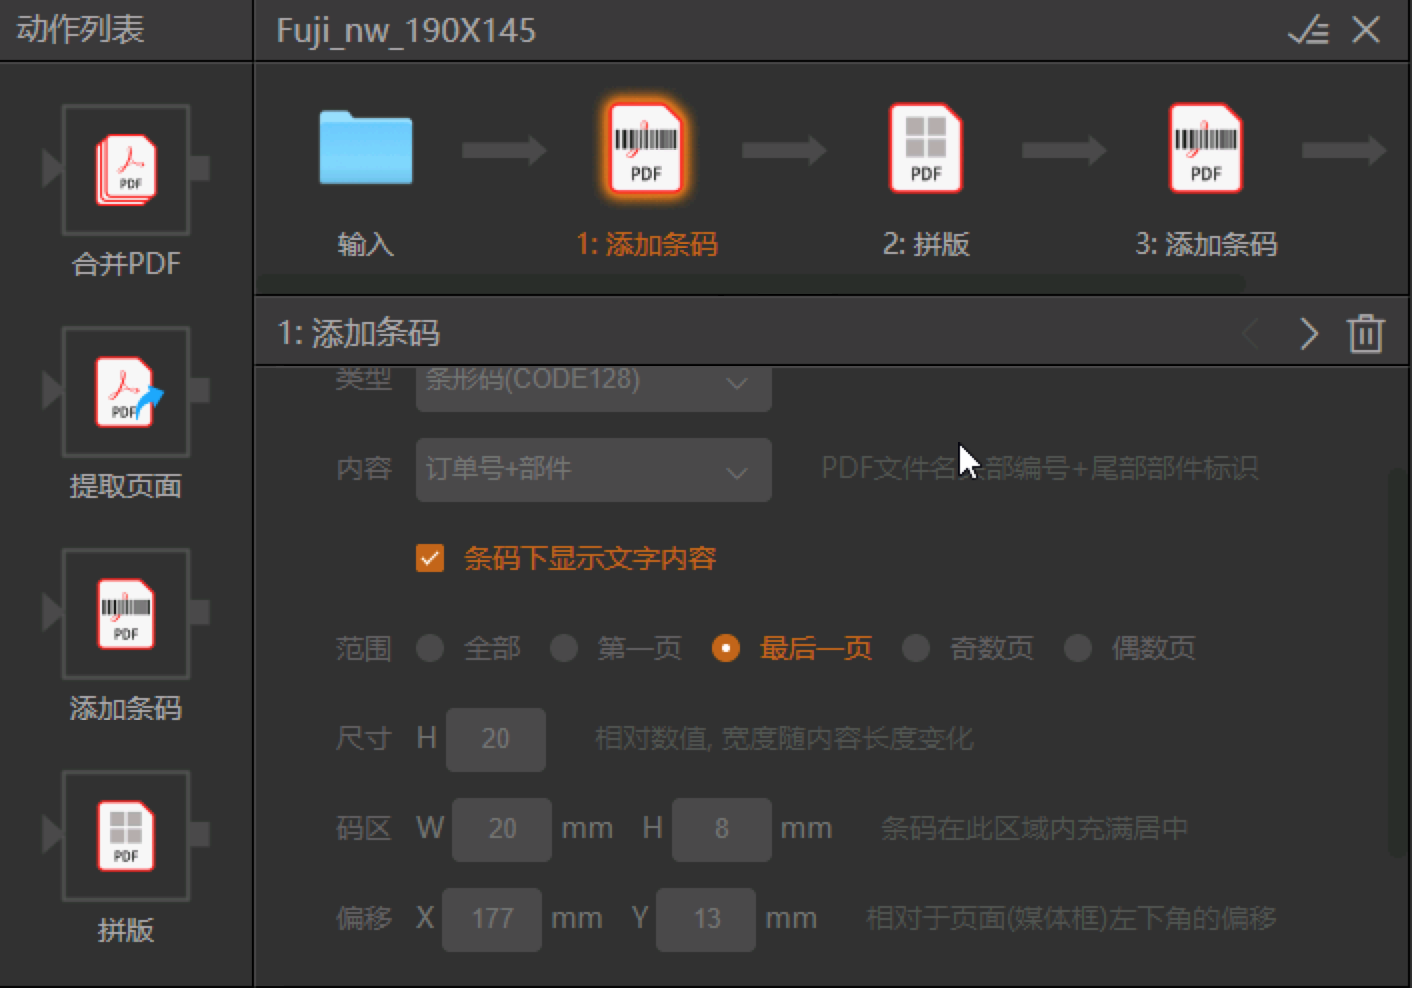 动作列表
Fuji_nw_190X145
PDF
合并PDF
PDF
提取页面
PDF
添加条码
PDF
拼版
PDF
PDF
PDF
输入
1: 添加条码
2: 拼版
3: 添加条码
1: 添加条码
类型 条形码(CODE128)
内容 订单号+部件 PDF文件名 部编号+尾部部件标识
条码下显示文字内容
范围 全部 第一页 最后一页 奇数页 偶数页
尺寸 H 20 相对数值, 宽度随内容长度变化
码区 W 20 mm H 8 mm 条码在此区域内充满居中
偏移 X 177 mm Y 13 mm 相对于页面(媒体框)左下角的偏移